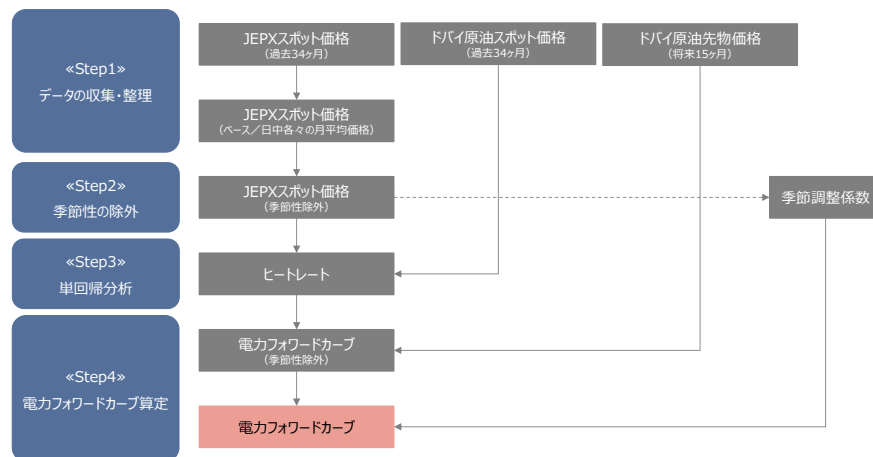 «Step1»
データの収集・整理
JEPXスポット価格
（過去34ヶ月）
ドバイ原油スポット価格
（過去34ヶ月）
ドバイ原油先物価格
（将来15ヶ月）
JEPXスポット価格
（ベース／日中各々の月平均価格）
«Step2»
季節性の除外
JEPXスポット価格
（季節性除外）
季節調整係数
«Step3»
単回帰分析
ヒートレート
«Step4»
電力フォワードカーブ算定
電力フォワードカーブ
（季節性除外）
電力フォワードカーブ